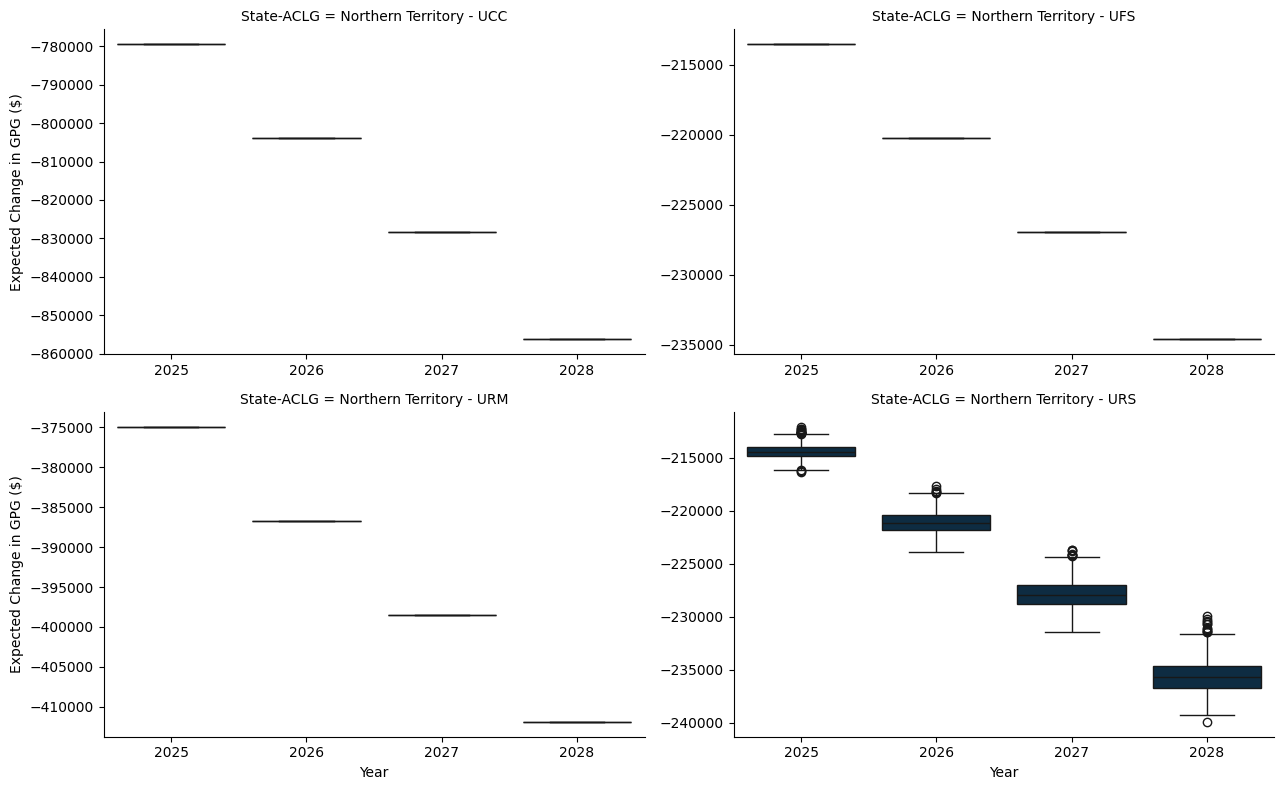 State-ACLG = Northern Territory - UCC
Expected Change in GPG ($)
−780000
−790000
−800000
−810000
−820000
−830000
−840000
−850000
−860000
2025 2026 2027 2028
State-ACLG = Northern Territory - UFS
−215000
−220000
−225000
−230000
−235000
2025 2026 2027 2028
State-ACLG = Northern Territory - URM
Expected Change in GPG ($)
−375000
−380000
−385000
−390000
−395000
−400000
−405000
−410000
2025 2026 2027 2028
Year
State-ACLG = Northern Territory - URS
−215000
−220000
−225000
−230000
−235000
−240000
2025 2026 2027 2028
Year